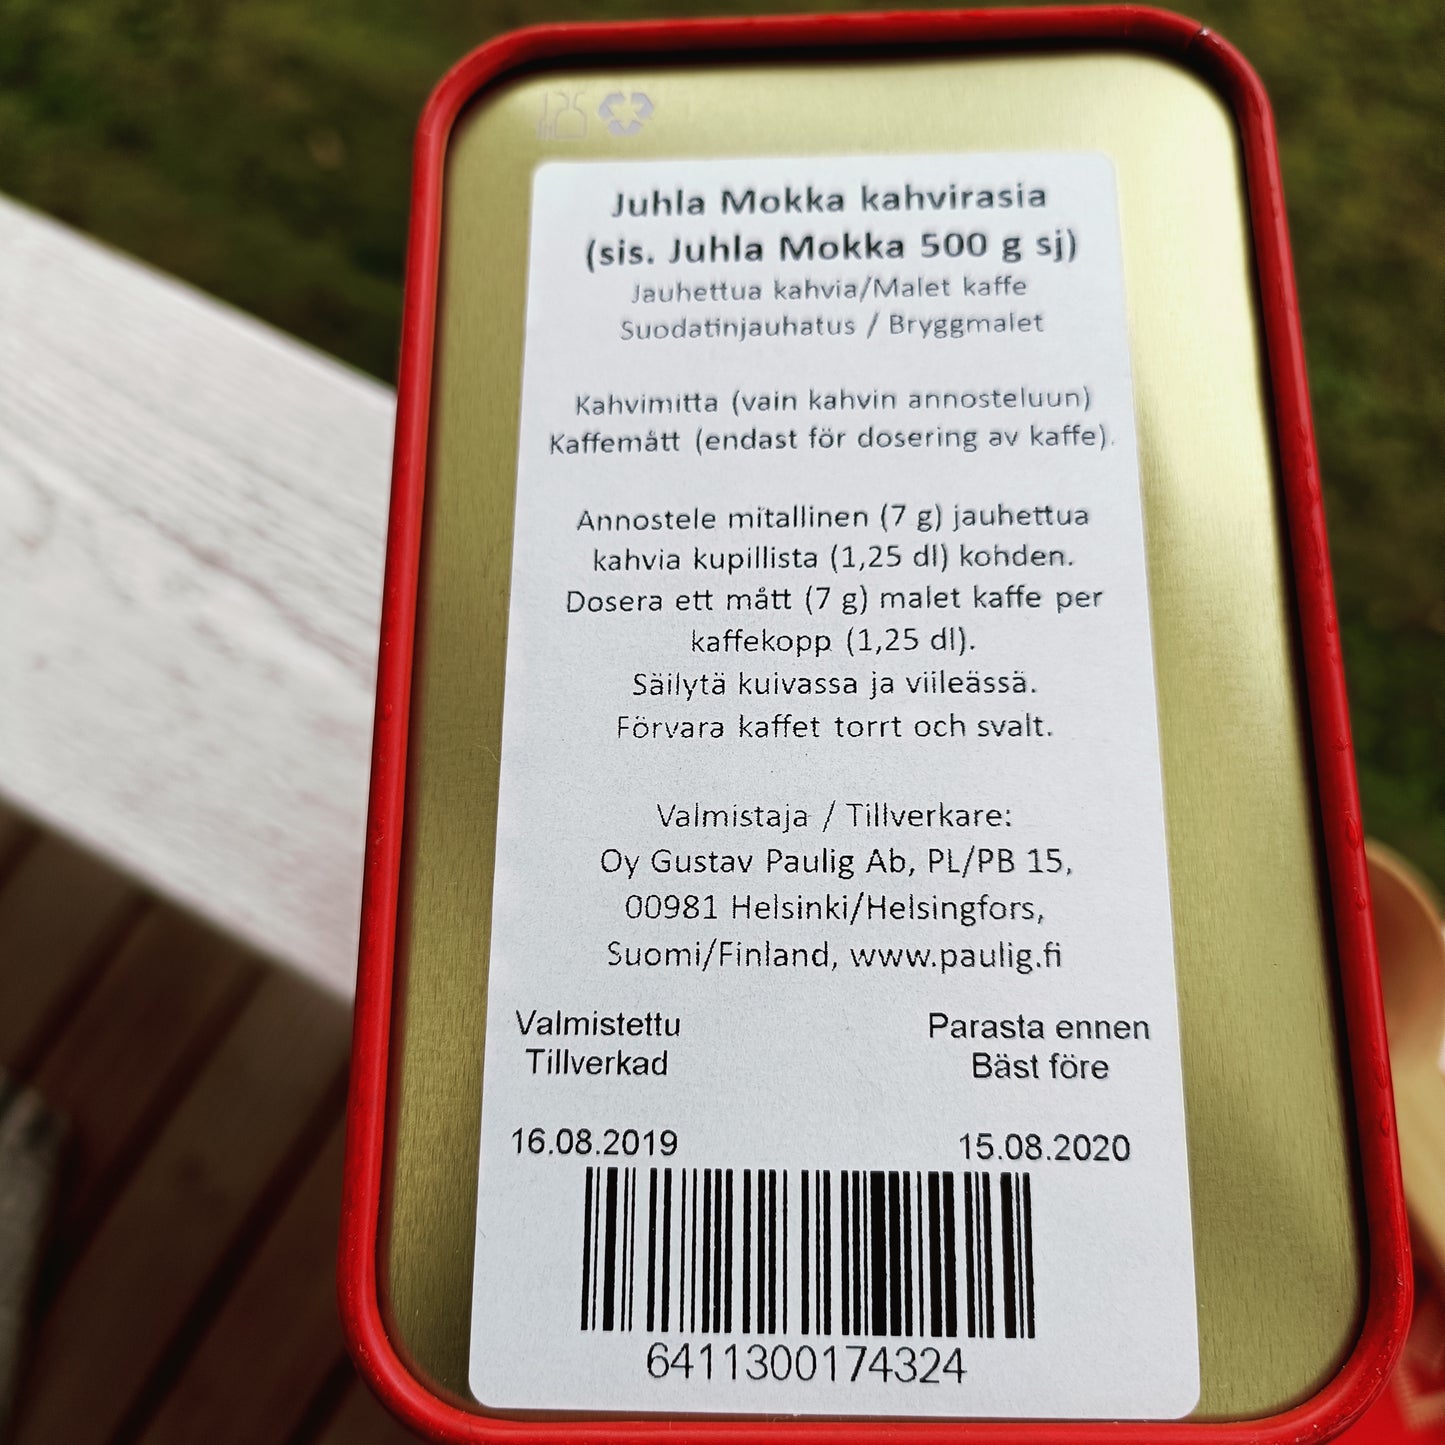 Juhla Mokka kahvirasia
(sis. Juhla Mokka 500 g sj)
Jauhettua kahvia/Malet kaffe
Suodatinjauhatus / Bryggmalet
Kahvimitta (vain kahvin annosteluun)
Kaffemått (endast för dosering av kaffe).
Annostele mitallinen (7 g) jauhettua
kahvia kupillista (1,25 dl) kohden.
Dosera ett mått (7 g) malet kaffe per
kaffekopp (1,25 dl).
Säilytä kuivassa ja viileässä.
Förvara kaffet torrt och svalt.
Valmistaja / Tillverkare:
Oy Gustav Paulig Ab, PL/PB 15,
00981 Helsinki/Helsingfors,
Suomi/Finland, www.paulig.fi
Valmistettu Parasta ennen
Tillverkad Bäst före
16.08.2019 15.08.2020
6411300174324